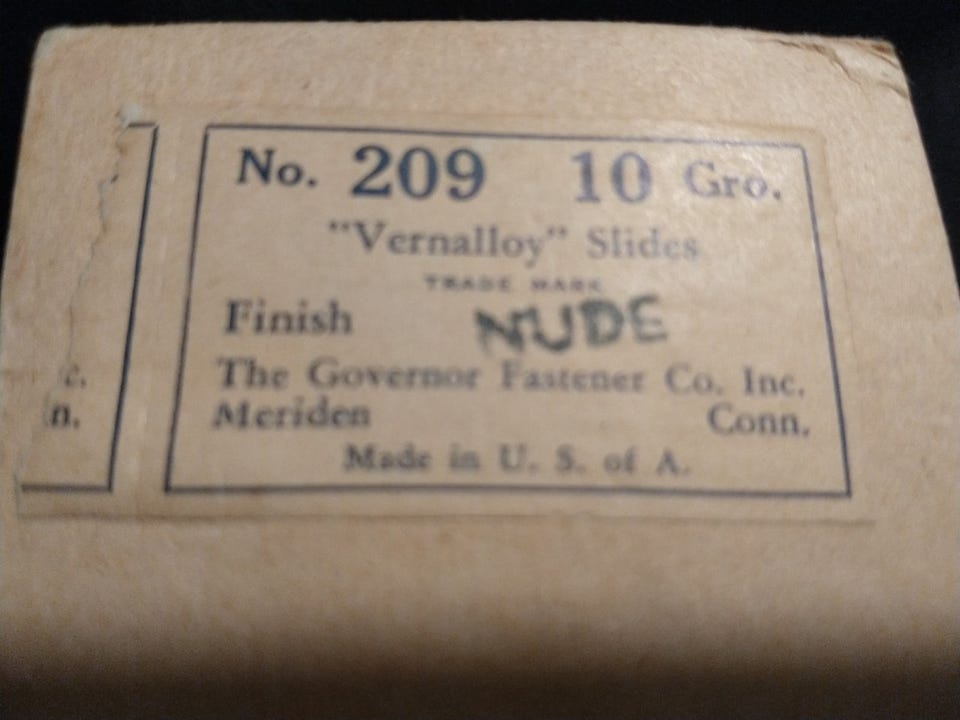 No. 209 10 Gro.
"Vernalloy" Slides
TRADE MARK
Finish NUDE
The Governor Fastener Co. Inc.
Meriden Conn.
Made in U. S. of A.
c.
n.